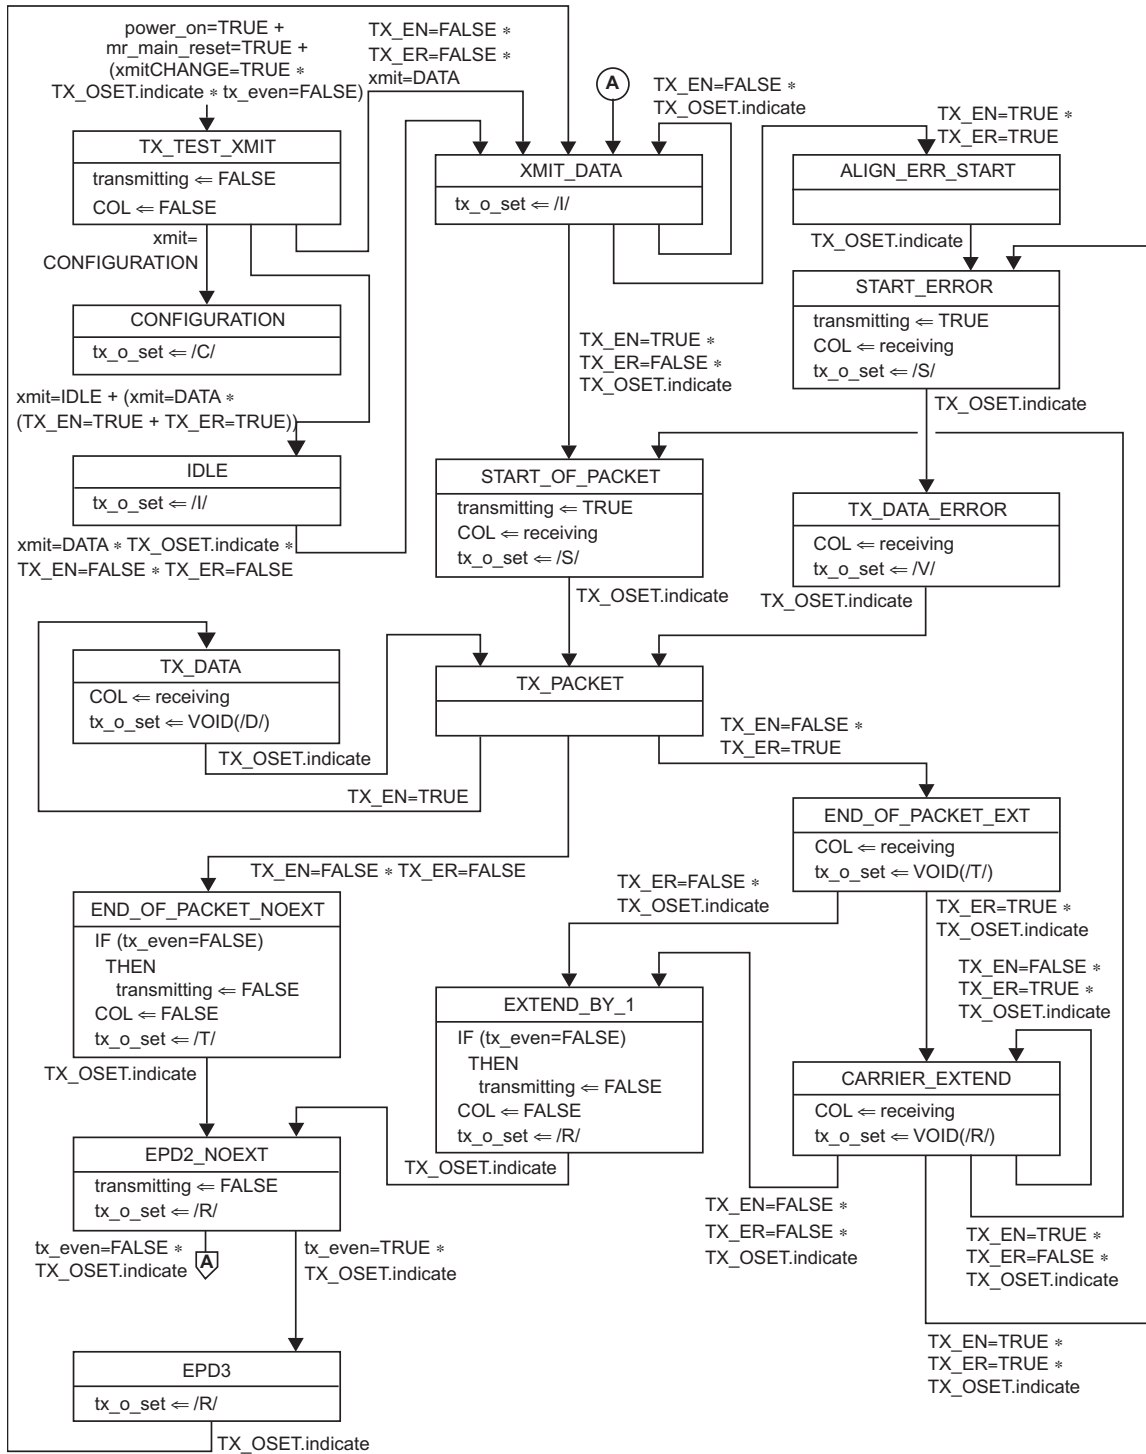 power_on=TRUE +
mr_main_reset=TRUE +
(xmitCHANGE=TRUE ∗
TX_OSET.indicate ∗ tx_even=FALSE)
TX_TEST_XMIT
transmitting ⇐ FALSE
COL ⇐ FALSE
xmit=
CONFIGURATION
CONFIGURATION
tx_o_set ⇐ /C/
xmit=IDLE + (xmit=DATA ∗
(TX_EN=TRUE + TX_ER=TRUE))
IDLE
tx_o_set ⇐ /I/
xmit=DATA ∗ TX_OSET.indicate ∗
TX_EN=FALSE ∗ TX_ER=FALSE
TX_EN=FALSE ∗
TX_ER=FALSE ∗
xmit=DATA
A
TX_EN=FALSE ∗
TX_OSET.indicate
XMIT_DATA
tx_o_set ⇐ /I/
TX_EN=TRUE ∗
TX_ER=TRUE
ALIGN_ERR_START
TX_OSET.indicate
START_ERROR
transmitting ⇐ TRUE
COL ⇐ receiving
tx_o_set ⇐ /S/
TX_OSET.indicate
TX_EN=TRUE ∗
TX_ER=FALSE ∗
TX_OSET.indicate
START_OF_PACKET
transmitting ⇐ TRUE
COL ⇐ receiving
tx_o_set ⇐ /S/
TX_OSET.indicate
TX_DATA_ERROR
COL ⇐ receiving
tx_o_set ⇐ /V/
TX_OSET.indicate
TX_DATA
COL ⇐ receiving
tx_o_set ⇐ VOID(/D/)
TX_OSET.indicate
TX_PACKET
TX_EN=TRUE
TX_EN=FALSE ∗
TX_ER=TRUE
TX_EN=FALSE ∗ TX_ER=FALSE
END_OF_PACKET_EXT
COL ⇐ receiving
tx_o_set ⇐ VOID(/T/)
TX_ER=FALSE ∗
TX_OSET.indicate
TX_ER=TRUE ∗
TX_OSET.indicate
END_OF_PACKET_NOEXT
IF (tx_even=FALSE)
THEN
transmitting ⇐ FALSE
COL ⇐ FALSE
tx_o_set ⇐ /T/
TX_OSET.indicate
EXTEND_BY_1
IF (tx_even=FALSE)
THEN
transmitting ⇐ FALSE
COL ⇐ FALSE
tx_o_set ⇐ /R/
TX_OSET.indicate
TX_EN=FALSE ∗
TX_ER=TRUE ∗
TX_OSET.indicate
CARRIER_EXTEND
COL ⇐ receiving
tx_o_set ⇐ VOID(/R/)
EPD2_NOEXT
transmitting ⇐ FALSE
tx_o_set ⇐ /R/
tx_even=FALSE ∗
TX_OSET.indicate
A
tx_even=TRUE ∗
TX_OSET.indicate
TX_EN=FALSE ∗
TX_ER=FALSE ∗
TX_OSET.indicate
TX_EN=TRUE ∗
TX_ER=FALSE ∗
TX_OSET.indicate
TX_EN=TRUE ∗
TX_ER=TRUE ∗
TX_OSET.indicate
EPD3
tx_o_set ⇐ /R/
TX_OSET.indicate